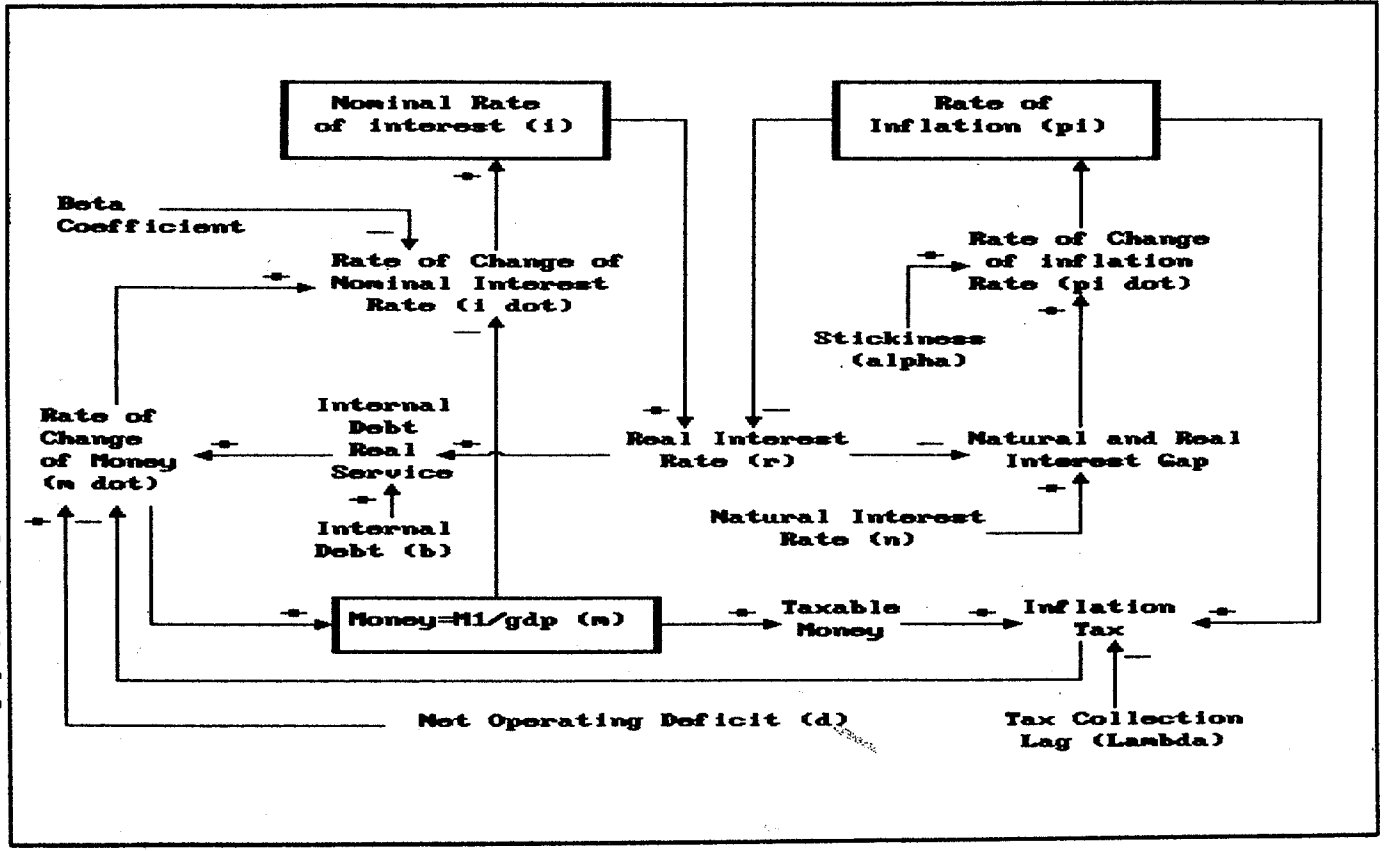 Nominal Rate
of interest (i)
Rate of
Inflation (pi)
Beta
Coefficient
Rate of Change of
Nominal Interest
Rate (i dot)
Rate of Change
of inflation
Rate (pi dot)
Stickiness
(alpha)
Rate of
Change
of Money
(m dot)
Internal
Debt
Real
Service
Real Interest
Rate (r)
Natural and Real
Interest Gap
Internal
Debt (b)
Natural Interest
Rate (n)
Money=M1/gdp (m)
Taxable
Money
Inflation
Tax
Net Operating Deficit (d)
Tax Collection
Lag (Lambda)